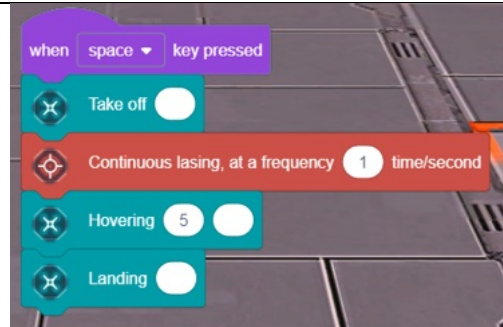 when space key pressed
Take off
Continuous lasing, at a frequency 1 time/second
Hovering 5
Landing